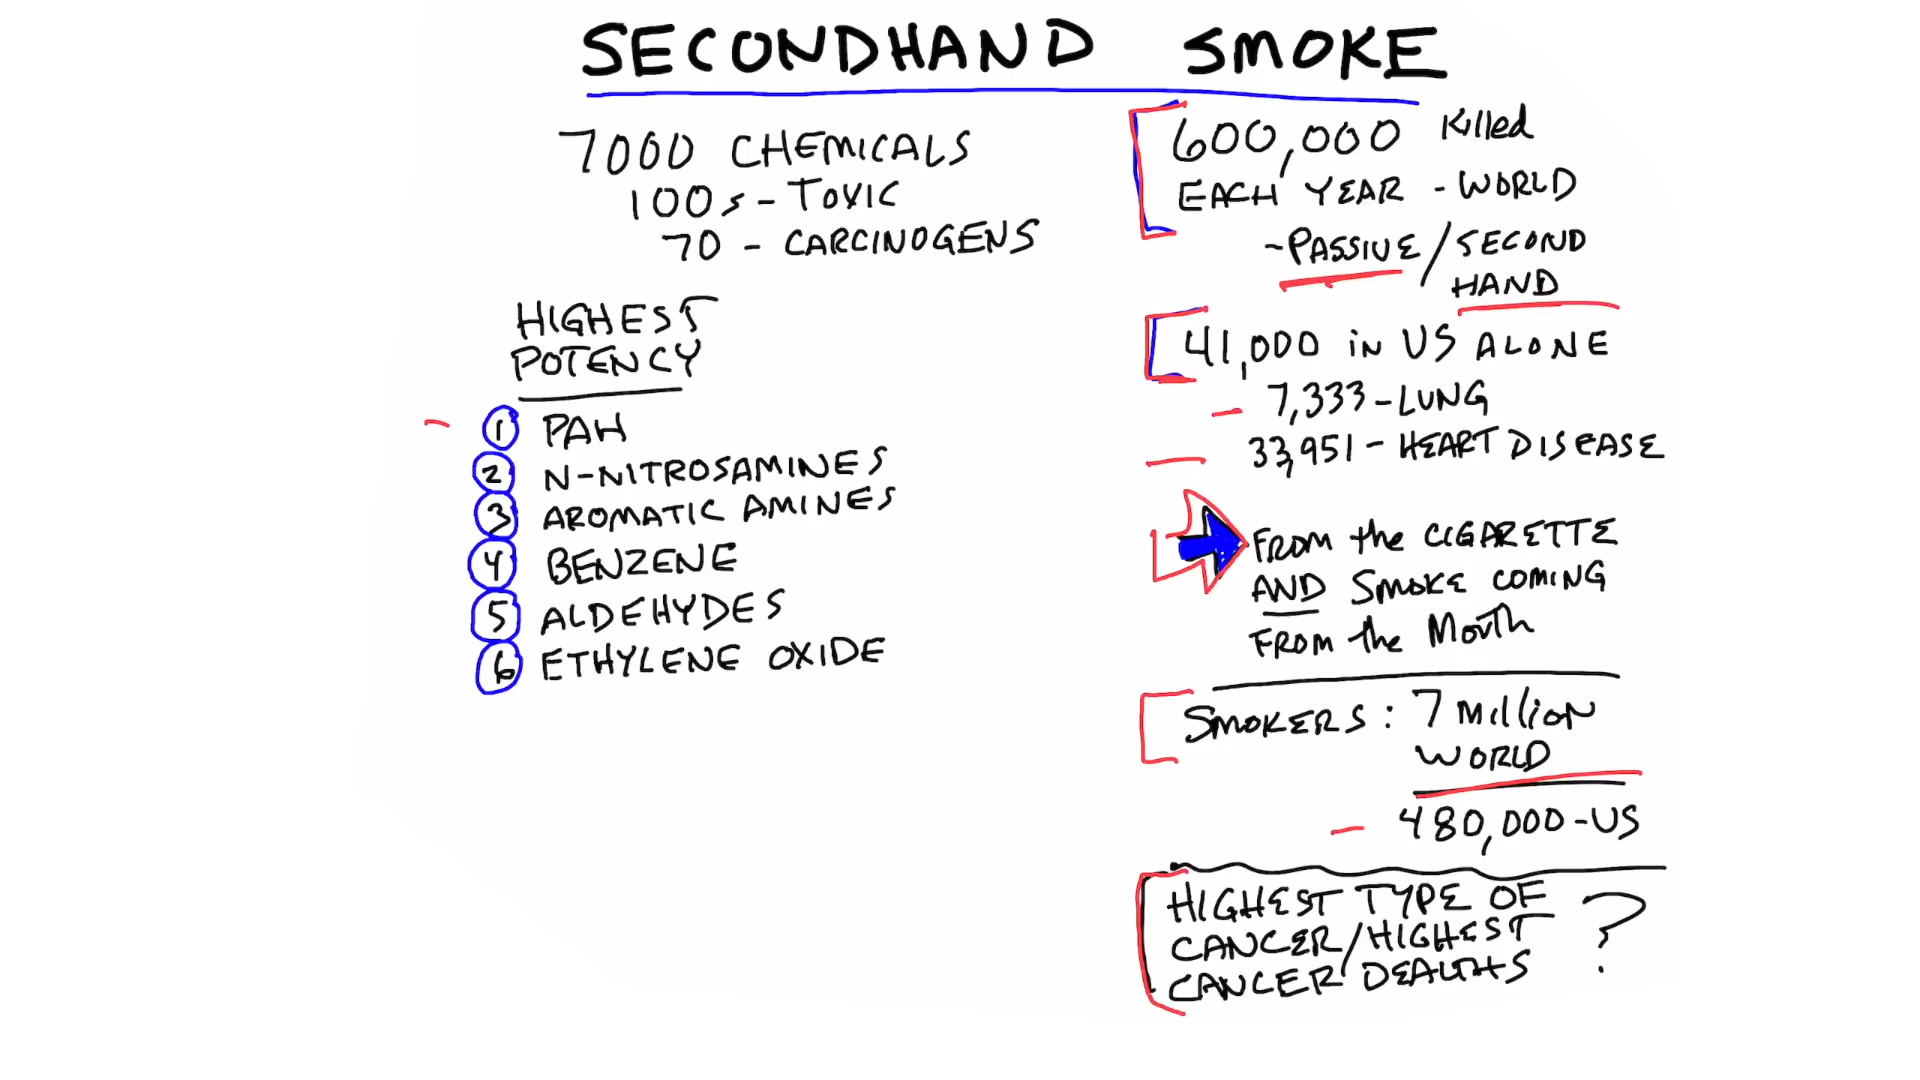 SECONDHAND SMOKE
7000 CHEMICALS
100s - TOXIC
70 - CARCINOGENS
HIGHEST
POTENCY
1 PAH
2 N-NITROSAMINES
3 AROMATIC AMINES
4 BENZENE
5 ALDEHYDES
6 ETHYLENE OXIDE
600,000 Killed
EACH YEAR - WORLD
- PASSIVE / SECOND
HAND
41,000 in US ALONE
7,333 - LUNG
33,951 - HEART DISEASE
FROM the CIGARETTE
AND SMOKE COMING
FROM the Mouth
SMOKERS: 7 Million
WORLD
480,000 - US
HIGHEST TYPE OF
CANCER / HIGHEST ?
CANCER DEATHS